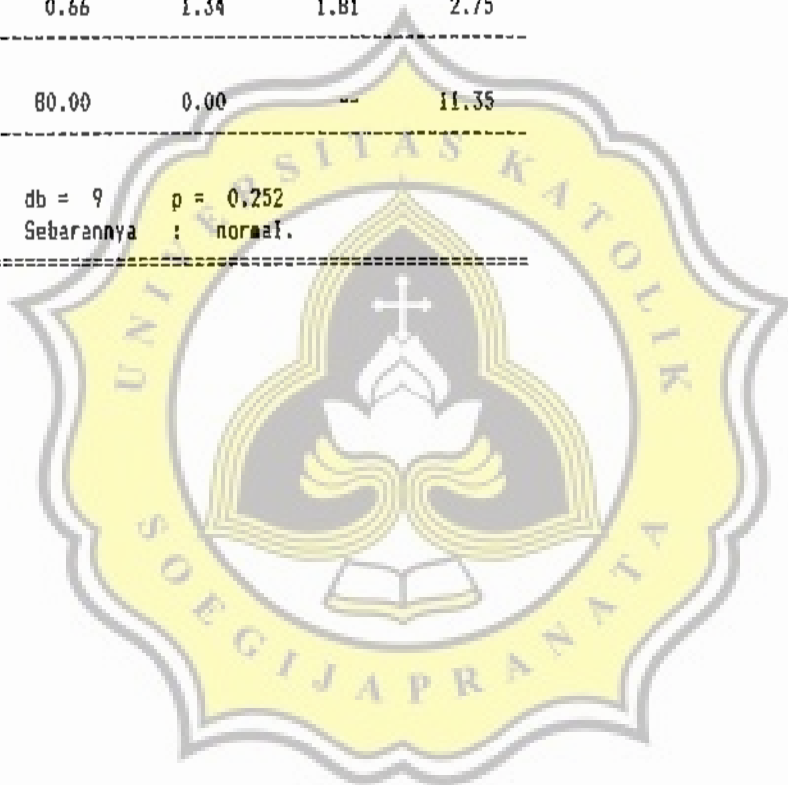 0.66 1.34 1.81 2.75
--------------------------------
80.00 0.00 -- 11.35
--------------------------------
db = 9 p = 0.252
Sebarannya : normal.
================================
UNIVERSITAS KATOLIK
SOEGIJAPRANATA